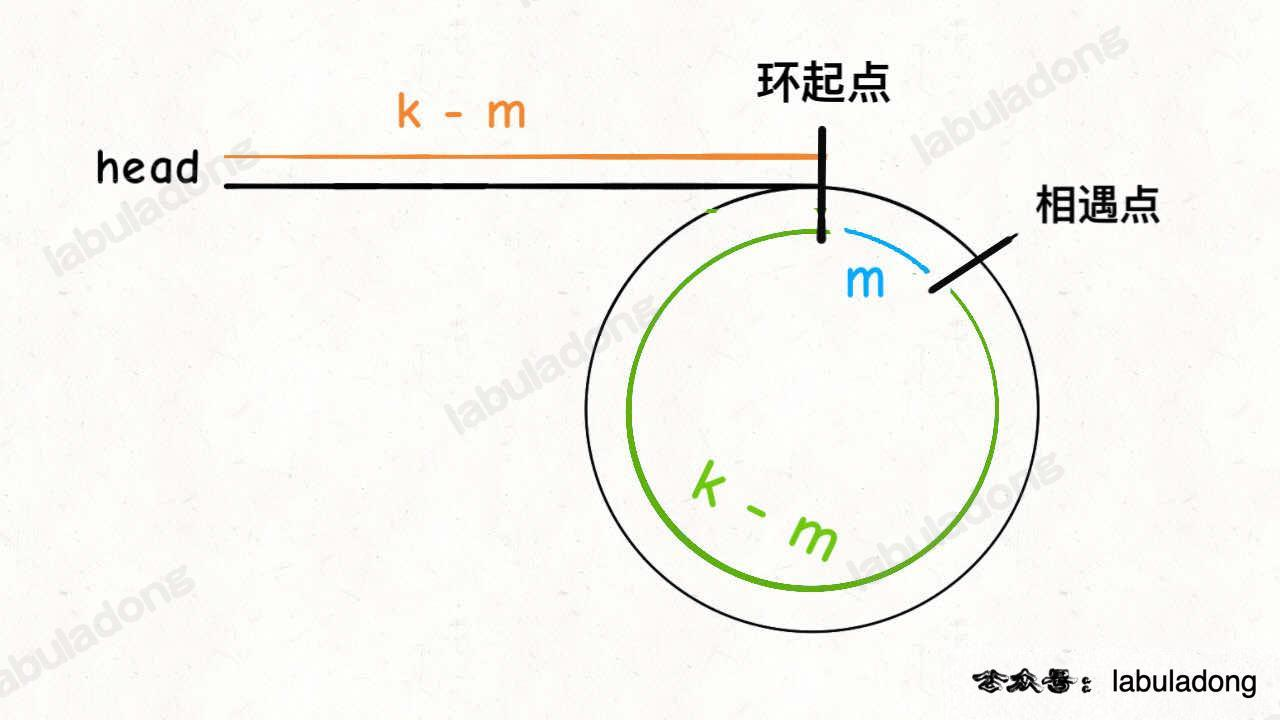 环起点
k - m
head
相遇点
m
k - m
公众号: labuladong
labuladong
labuladong
labuladong
labuladong
labuladong